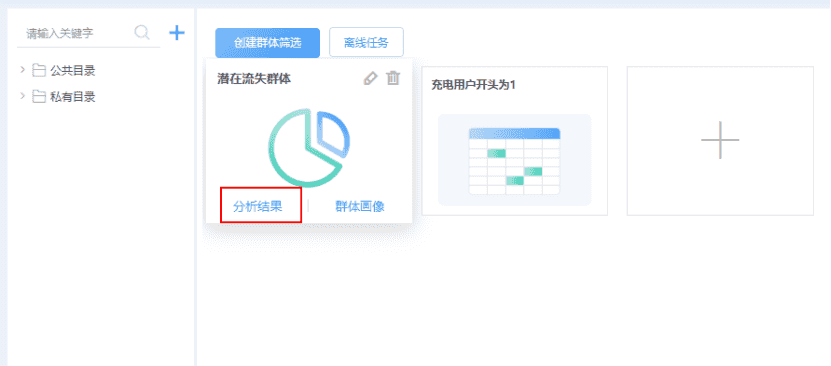 请输入关键字
公共目录
私有目录
创建群体筛选
离线任务
潜在流失群体
分析结果
群体画像
充电用户开头为1